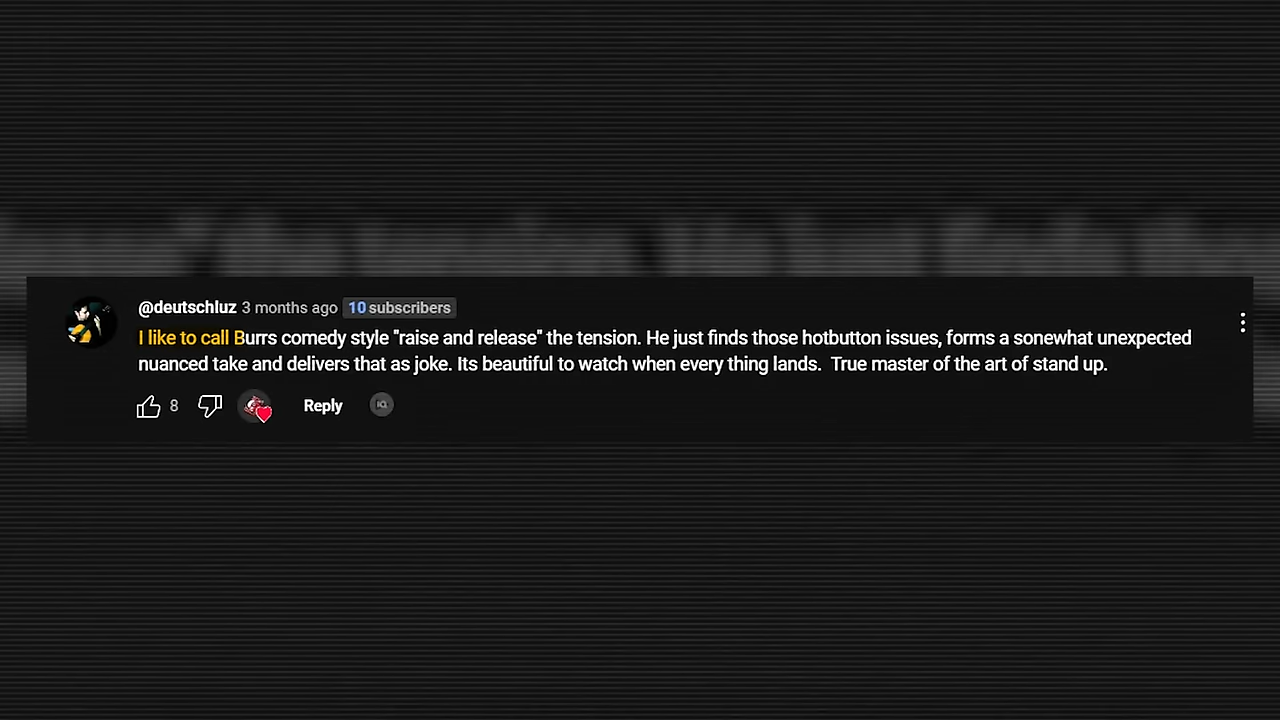 @deutschluz 3 months ago 10 subscribers
I like to call Burrs comedy style "raise and release" the tension. He just finds those hotbutton issues, forms a sonewhat unexpected
nuanced take and delivers that as joke. Its beautiful to watch when every thing lands.  True master of the art of stand up.
8 Reply